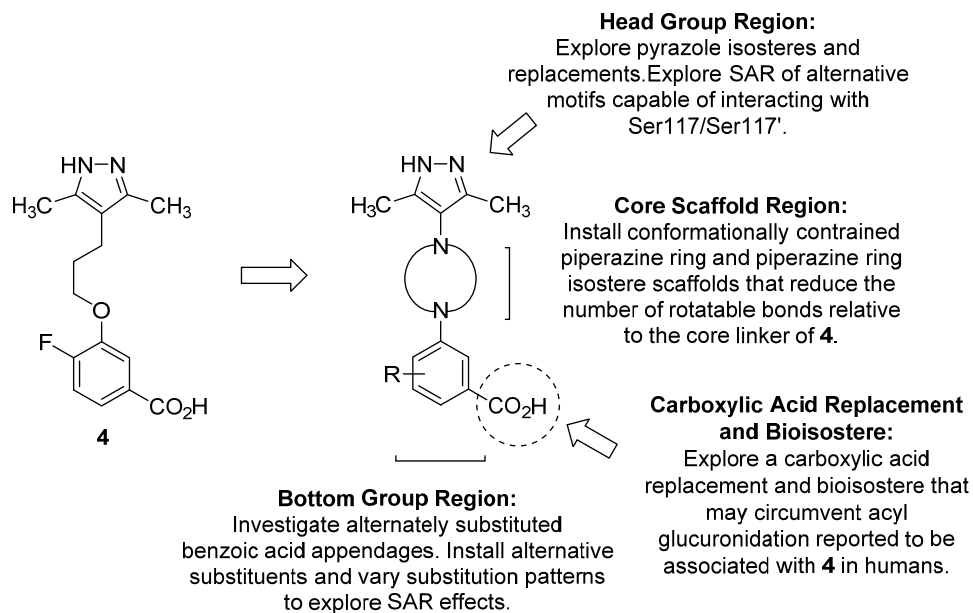 Head Group Region:
Explore pyrazole isosteres and
replacements.Explore SAR of alternative
motifs capable of interacting with
Ser117/Ser117'.
HN
N
H₃C
CH₃
O
F
CO₂H
4
HN
N
H₃C
CH₃
N
N
R
CO₂H
Core Scaffold Region:
Install conformationally contrained
piperazine ring and piperazine ring
isostere scaffolds that reduce the
number of rotatable bonds relative
to the core linker of 4.
Carboxylic Acid Replacement
and Bioisostere:
Explore a carboxylic acid
replacement and bioisostere that
may circumvent acyl
glucuronidation reported to be
associated with 4 in humans.
Bottom Group Region:
Investigate alternately substituted
benzoic acid appendages. Install alternative
substituents and vary substitution patterns
to explore SAR effects.